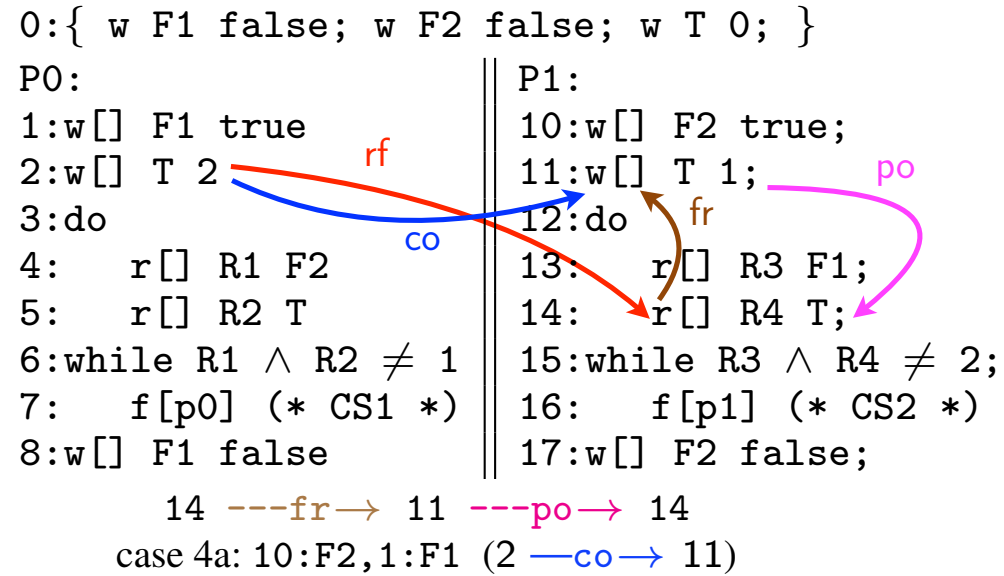 0:{ w F1 false; w F2 false; w T 0; }
P0: P1:
1:w[] F1 true 10:w[] F2 true;
2:w[] T 2 rf 11:w[] T 1; po
3:do co 12:do fr
4: r[] R1 F2 13: r[] R3 F1;
5: r[] R2 T 14: r[] R4 T;
6:while R1 ∧ R2 ≠ 1 15:while R3 ∧ R4 ≠ 2;
7: f[p0] (* CS1 *) 16: f[p1] (* CS2 *)
8:w[] F1 false 17:w[] F2 false;
14 ---fr→ 11 ---po→ 14
case 4a: 10:F2,1:F1 (2 —co→ 11)